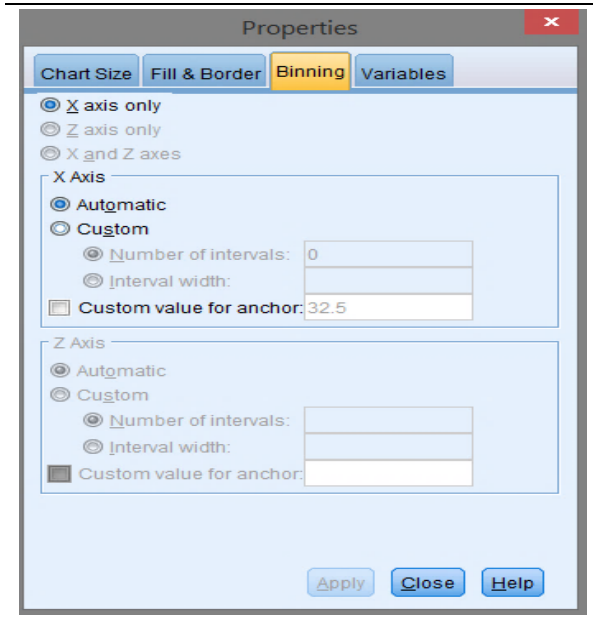 Properties
Chart Size Fill & Border Binning Variables
X axis only
Z axis only
X and Z axes
X Axis
Automatic
Custom
Number of intervals: 0
Interval width:
Custom value for anchor: 32.5
Z Axis
Automatic
Custom
Number of intervals:
Interval width:
Custom value for anchor:
Apply Close Help